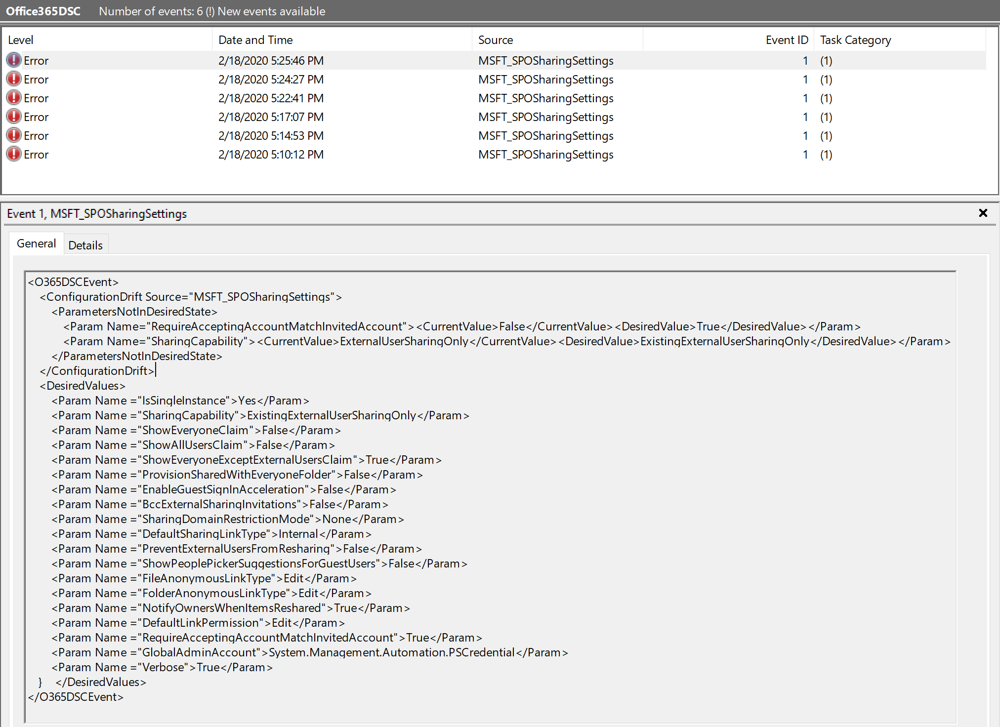 Office365DSC Number of events: 6 (!) New events available
Level Date and Time Source Event ID Task Category
Error 2/18/2020 5:25:46 PM MSFT_SPOSharingSettings 1 (1)
Error 2/18/2020 5:24:27 PM MSFT_SPOSharingSettings 1 (1)
Error 2/18/2020 5:22:41 PM MSFT_SPOSharingSettings 1 (1)
Error 2/18/2020 5:17:07 PM MSFT_SPOSharingSettings 1 (1)
Error 2/18/2020 5:14:53 PM MSFT_SPOSharingSettings 1 (1)
Error 2/18/2020 5:10:12 PM MSFT_SPOSharingSettings 1 (1)
Event 1, MSFT_SPOSharingSettings
General Details
<O365DSCEvent>
<ConfigurationDrift Source="MSFT_SPOSharingSettings">
<ParametersNotInDesiredState>
<Param Name="RequireAcceptingAccountMatchInvitedAccount"><CurrentValue>False</CurrentValue><DesiredValue>True</DesiredValue></Param>
<Param Name="SharingCapability"><CurrentValue>ExternalUserSharingOnly</CurrentValue><DesiredValue>ExistingExternalUserSharingOnly</DesiredValue></Param>
</ParametersNotInDesiredState>
</ConfigurationDrift>
<DesiredValues>
<Param Name ="IsSingleInstance">Yes</Param>
<Param Name ="SharingCapability">ExistingExternalUserSharingOnly</Param>
<Param Name ="ShowEveryoneClaim">False</Param>
<Param Name ="ShowAllUsersClaim">False</Param>
<Param Name ="ShowEveryoneExceptExternalUsersClaim">True</Param>
<Param Name ="ProvisionSharedWithEveryoneFolder">False</Param>
<Param Name ="EnableGuestSignInAcceleration">False</Param>
<Param Name ="BccExternalSharingInvitations">False</Param>
<Param Name ="SharingDomainRestrictionMode">None</Param>
<Param Name ="DefaultSharingLinkType">Internal</Param>
<Param Name ="PreventExternalUsersFromResharing">False</Param>
<Param Name ="ShowPeoplePickerSuggestionsForGuestUsers">False</Param>
<Param Name ="FileAnonymousLinkType">Edit</Param>
<Param Name ="FolderAnonymousLinkType">Edit</Param>
<Param Name ="NotifyOwnersWhenItemsReshared">True</Param>
<Param Name ="DefaultLinkPermission">Edit</Param>
<Param Name ="RequireAcceptingAccountMatchInvitedAccount">True</Param>
<Param Name ="GlobalAdminAccount">System.Management.Automation.PSCredential</Param>
<Param Name ="Verbose">True</Param>
} </DesiredValues>
</O365DSCEvent>